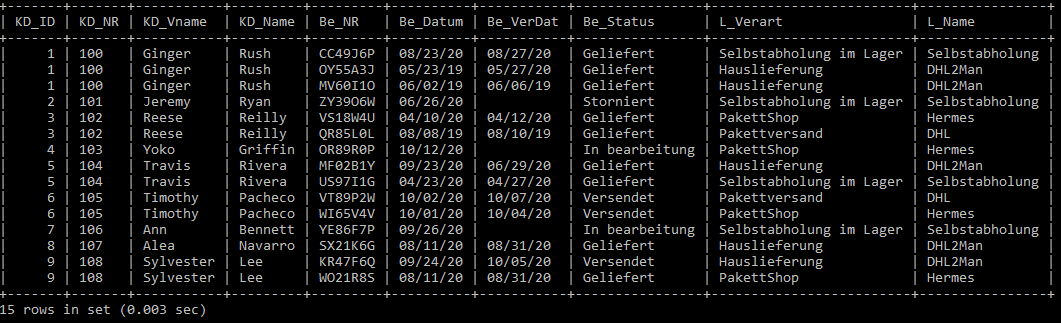 KD_ID | KD_NR | KD_Vname | KD_Name | Be_NR | Be_Datum | Be_VerDat | Be_Status | L_Verart | L_Name
1 | 100 | Ginger | Rush | CC49J6P | 08/23/20 | 08/27/20 | Geliefert | Selbstabholung im Lager | Selbstabholung
1 | 100 | Ginger | Rush | OY55A3J | 05/23/19 | 05/27/20 | Geliefert | Hauslieferung | DHL2Man
1 | 100 | Ginger | Rush | MV60I1O | 06/02/19 | 06/06/19 | Geliefert | Hauslieferung | DHL2Man
2 | 101 | Jeremy | Ryan | ZY39O6W | 06/26/20 | | Storniert | Selbstabholung im Lager | Selbstabholung
3 | 102 | Reese | Reilly | VS18W4U | 04/10/20 | 04/12/20 | Geliefert | PakettShop | Hermes
3 | 102 | Reese | Reilly | QR85L0L | 08/08/19 | 08/10/19 | Geliefert | Pakettversand | DHL
4 | 103 | Yoko | Griffin | OR89R0P | 10/12/20 | | In bearbeitung | PakettShop | Hermes
5 | 104 | Travis | Rivera | MF02B1Y | 09/23/20 | 06/29/20 | Geliefert | Hauslieferung | DHL2Man
5 | 104 | Travis | Rivera | US97I1G | 04/23/20 | 04/27/20 | Geliefert | Selbstabholung im Lager | Selbstabholung
6 | 105 | Timothy | Pacheco | VT89P2W | 10/02/20 | 10/07/20 | Versendet | Pakettversand | DHL
6 | 105 | Timothy | Pacheco | WI65V4V | 10/01/20 | 10/04/20 | Versendet | PakettShop | Hermes
7 | 106 | Ann | Bennett | YE86F7P | 09/26/20 | | In bearbeitung | Selbstabholung im Lager | Selbstabholung
8 | 107 | Alea | Navarro | SX21K6G | 08/11/20 | 08/31/20 | Geliefert | Hauslieferung | DHL2Man
9 | 108 | Sylvester | Lee | KR47F6Q | 09/24/20 | 10/05/20 | Versendet | Hauslieferung | DHL2Man
9 | 108 | Sylvester | Lee | WO21R8S | 08/11/20 | 08/31/20 | Geliefert | PakettShop | Hermes
15 rows in set (0.003 sec)